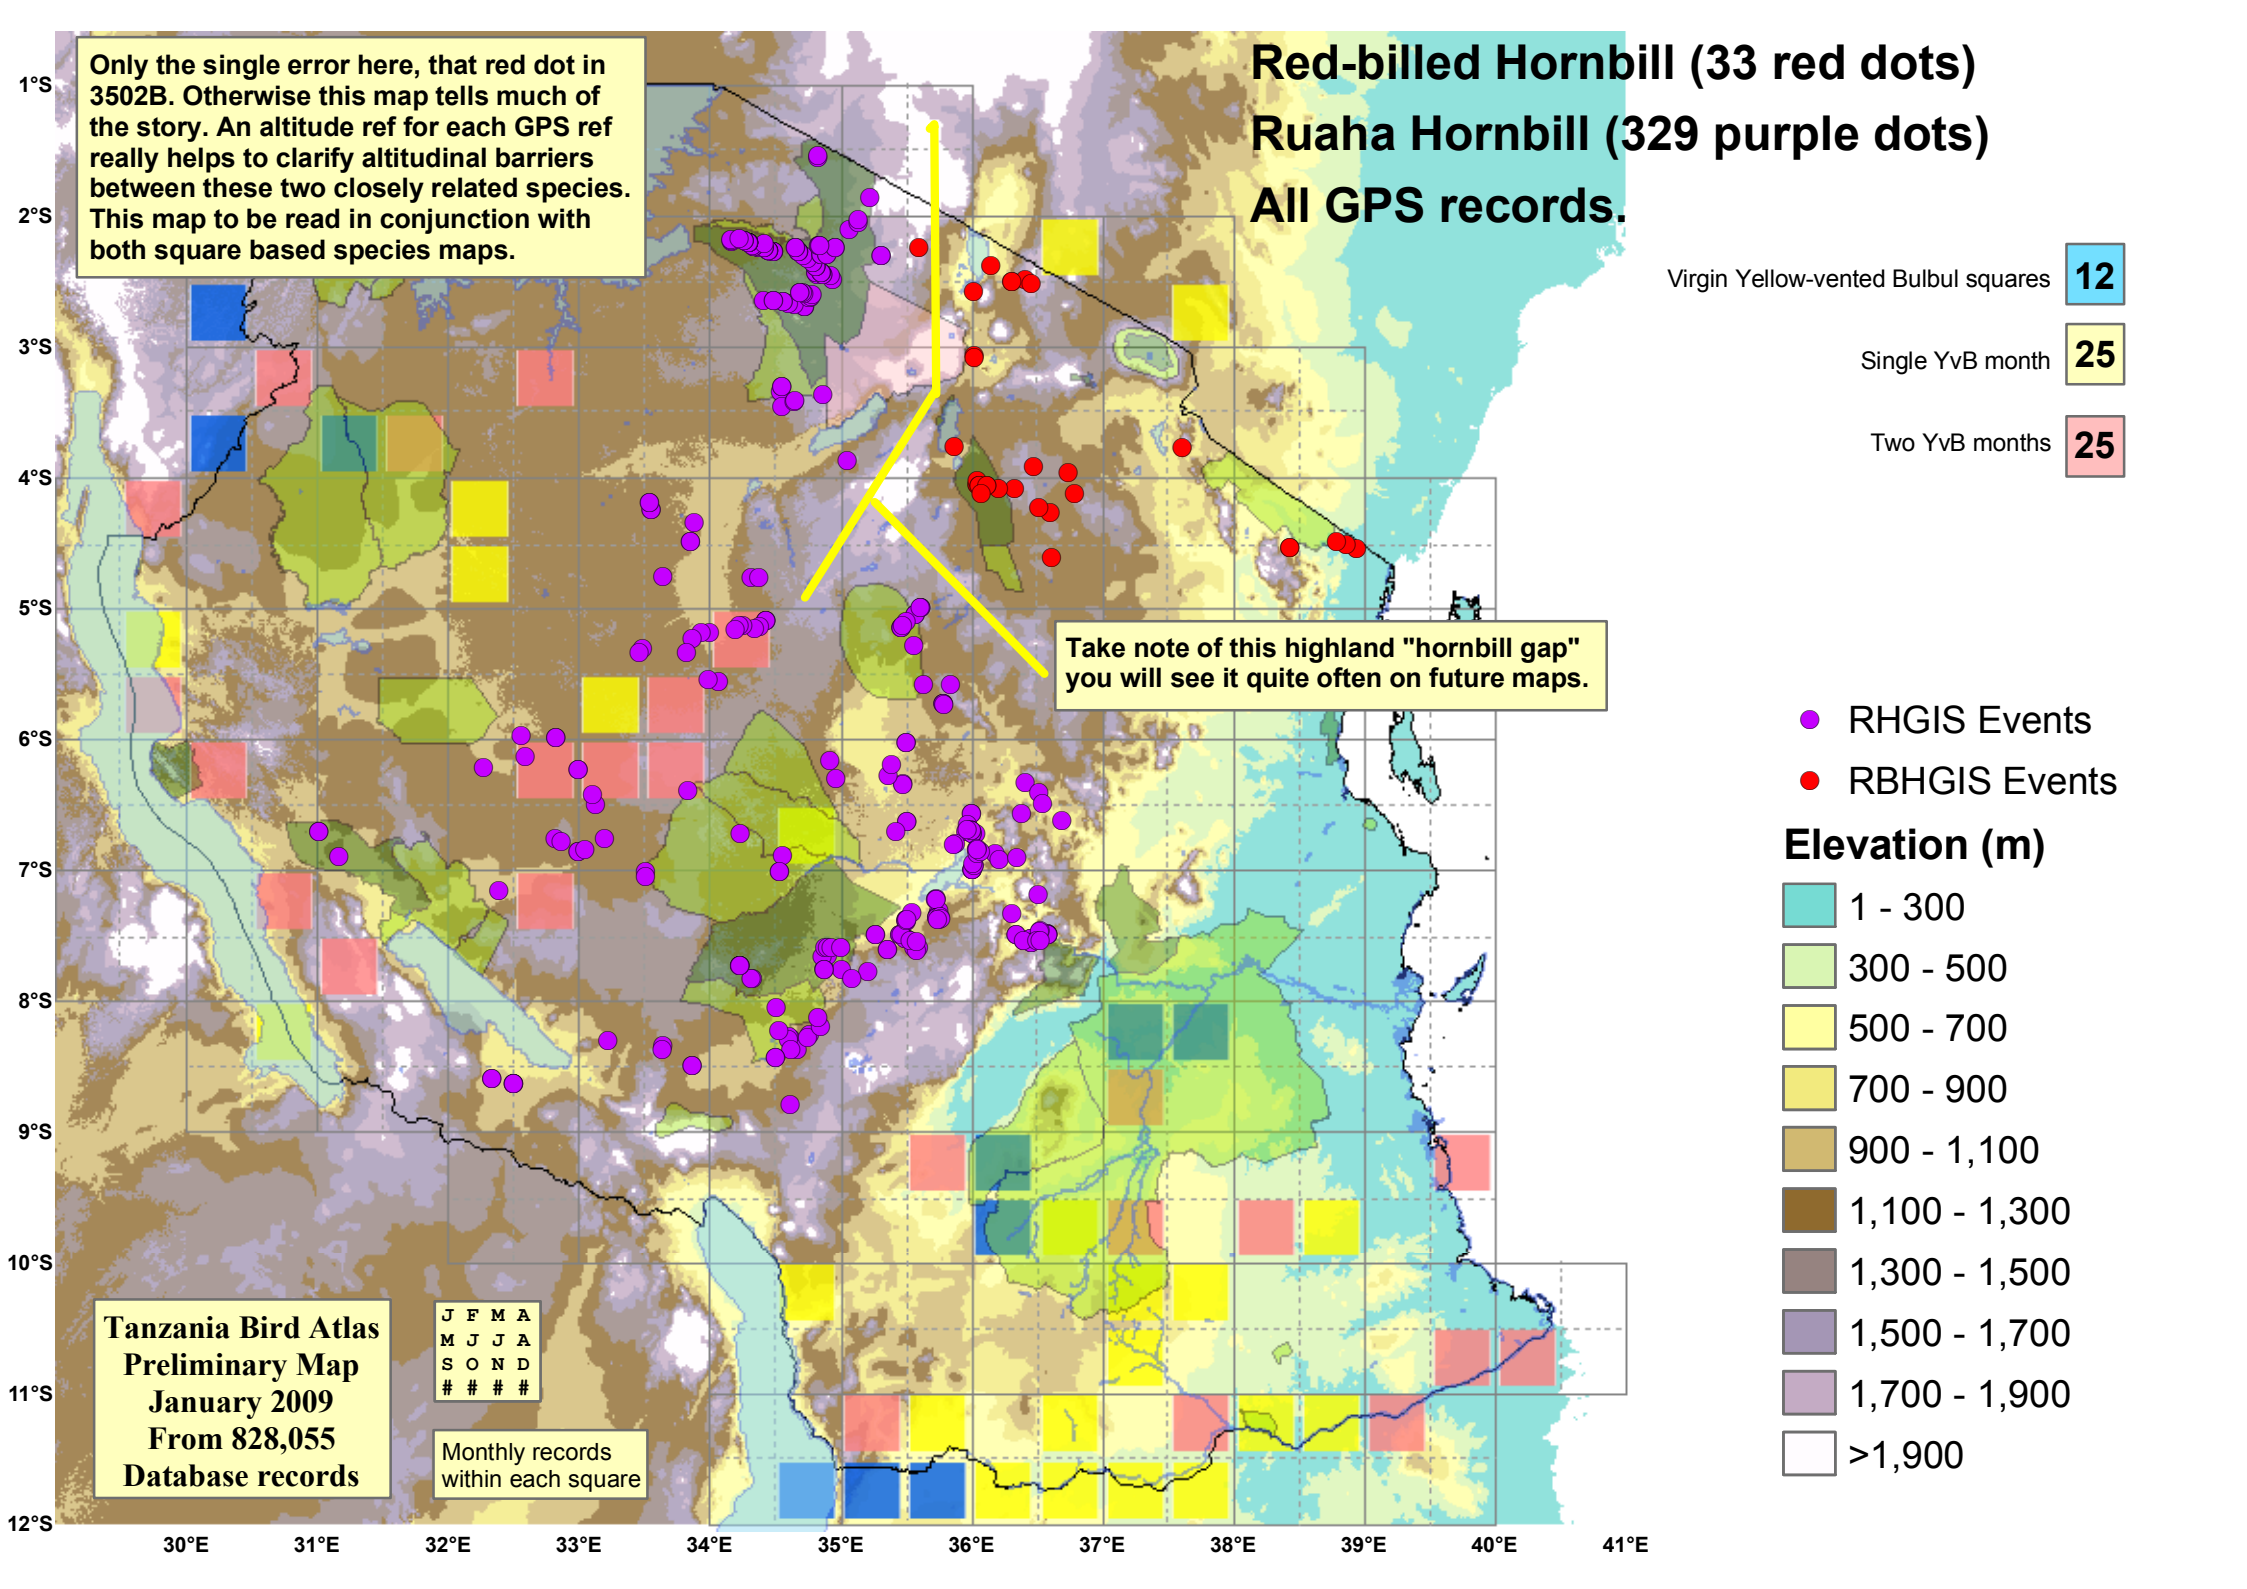 Only the single error here, that red dot in
3502B. Otherwise this map tells much of
the story. An altitude ref for each GPS ref
really helps to clarify altitudinal barriers
between these two closely related species.
This map to be read in conjunction with
both square based species maps.
Red-billed Hornbill (33 red dots)
Ruaha Hornbill (329 purple dots)
All GPS records.
Virgin Yellow-vented Bulbul squares 12
Single YvB month 25
Two YvB months 25
1°S
2°S
3°S
4°S
5°S
6°S
7°S
8°S
9°S
10°S
11°S
12°S
Take note of this highland "hornbill gap"
you will see it quite often on future maps.
RHGIS Events
RBHGIS Events
Elevation (m)
1 - 300
300 - 500
500 - 700
700 - 900
900 - 1,100
1,100 - 1,300
1,300 - 1,500
1,500 - 1,700
1,700 - 1,900
>1,900
Tanzania Bird Atlas
Preliminary Map
January 2009
From 828,055
Database records
J F M A
M J J A
S O N D
# # # #
Monthly records
within each square
30°E 31°E 32°E 33°E 34°E 35°E 36°E 37°E 38°E 39°E 40°E 41°E